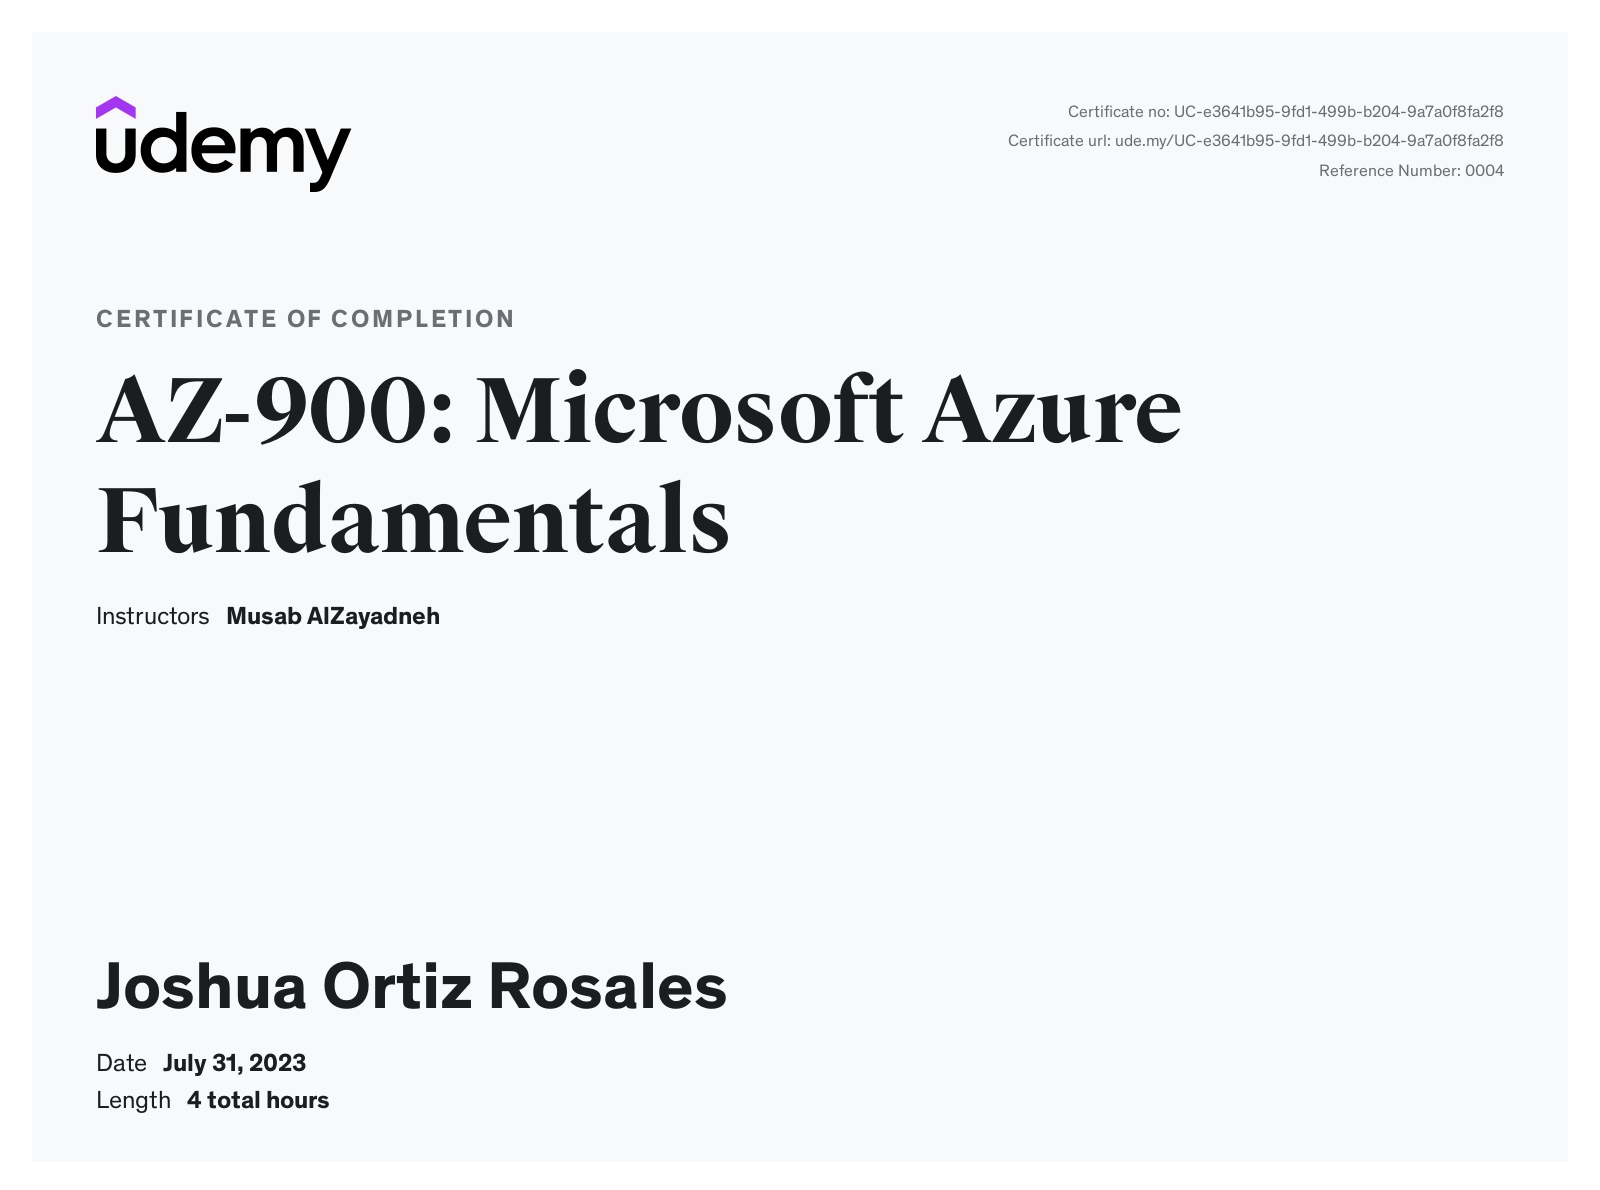 udemy
Certificate no: UC-e3641b95-9fd1-499b-b204-9a7a0f8fa2f8
Certificate url: ude.my/UC-e3641b95-9fd1-499b-b204-9a7a0f8fa2f8
Reference Number: 0004
CERTIFICATE OF COMPLETION
AZ-900: Microsoft Azure
Fundamentals
Instructors Musab AlZayadneh
Joshua Ortiz Rosales
Date July 31, 2023
Length 4 total hours